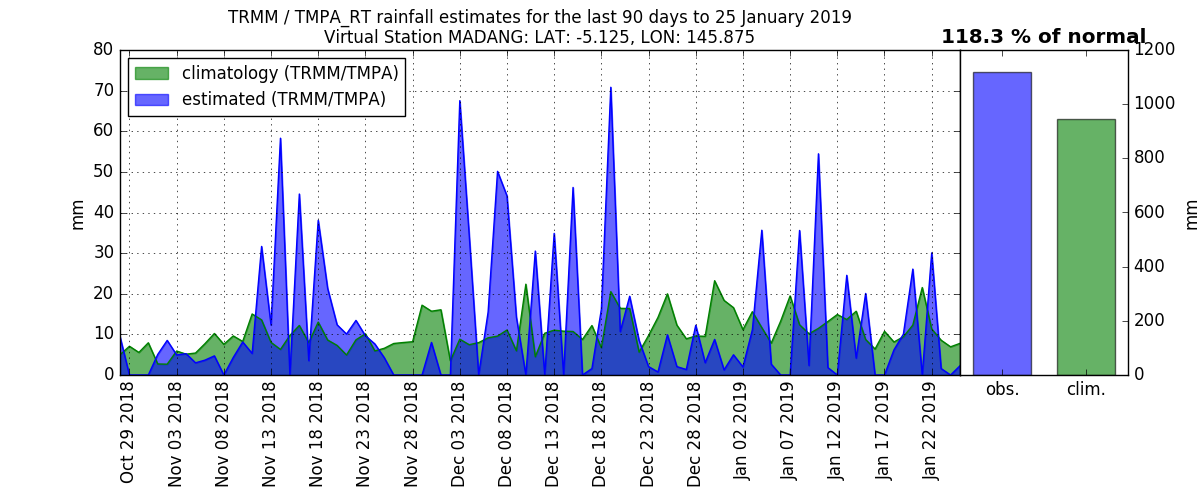 TRMM / TMPA_RT rainfall estimates for the last 90 days to 25 January 2019
Virtual Station MADANG: LAT: -5.125, LON: 145.875
118.3 % of normal
climatology (TRMM/TMPA)
estimated (TRMM/TMPA)
80
70
60
50
40
30
20
10
0
mm
Oct 29 2018
Nov 03 2018
Nov 08 2018
Nov 13 2018
Nov 18 2018
Nov 23 2018
Nov 28 2018
Dec 03 2018
Dec 08 2018
Dec 13 2018
Dec 18 2018
Dec 23 2018
Dec 28 2018
Jan 02 2019
Jan 07 2019
Jan 12 2019
Jan 17 2019
Jan 22 2019
obs.
clim.
1200
1000
800
600
400
200
0
mm